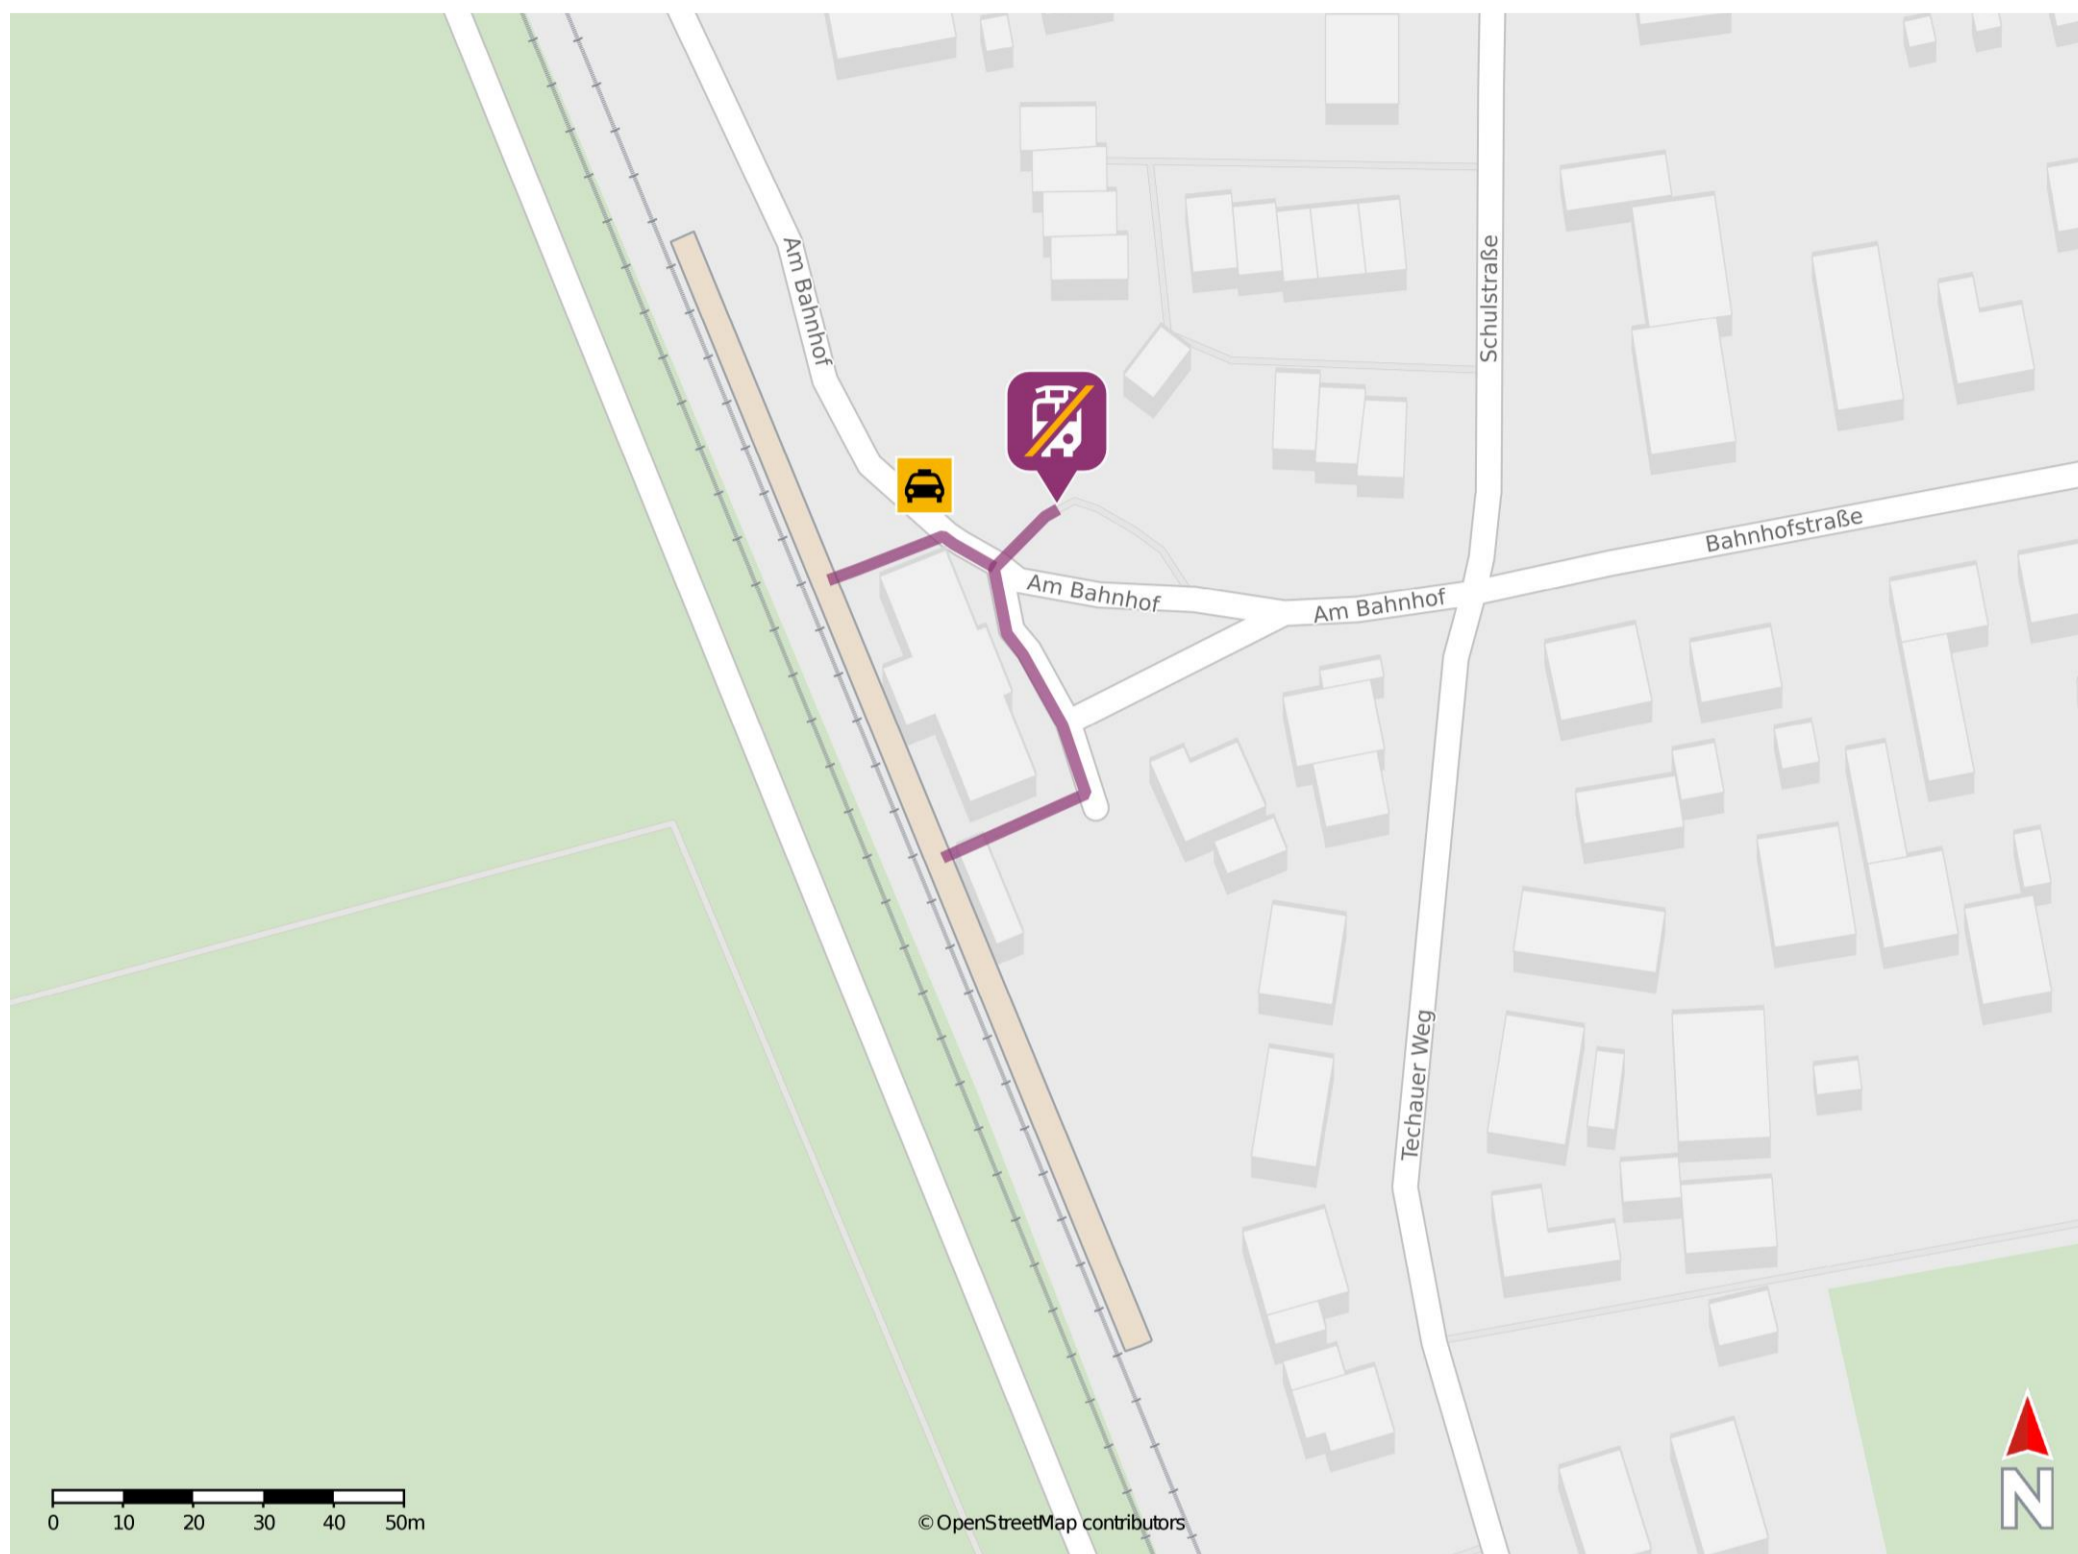 Am Bahnhof
Schulstraße
Bahnhofstraße
Am Bahnhof
Am Bahnhof
Techauer Weg
0 10 20 30 40 50m
© OpenStreetMap contributors
N